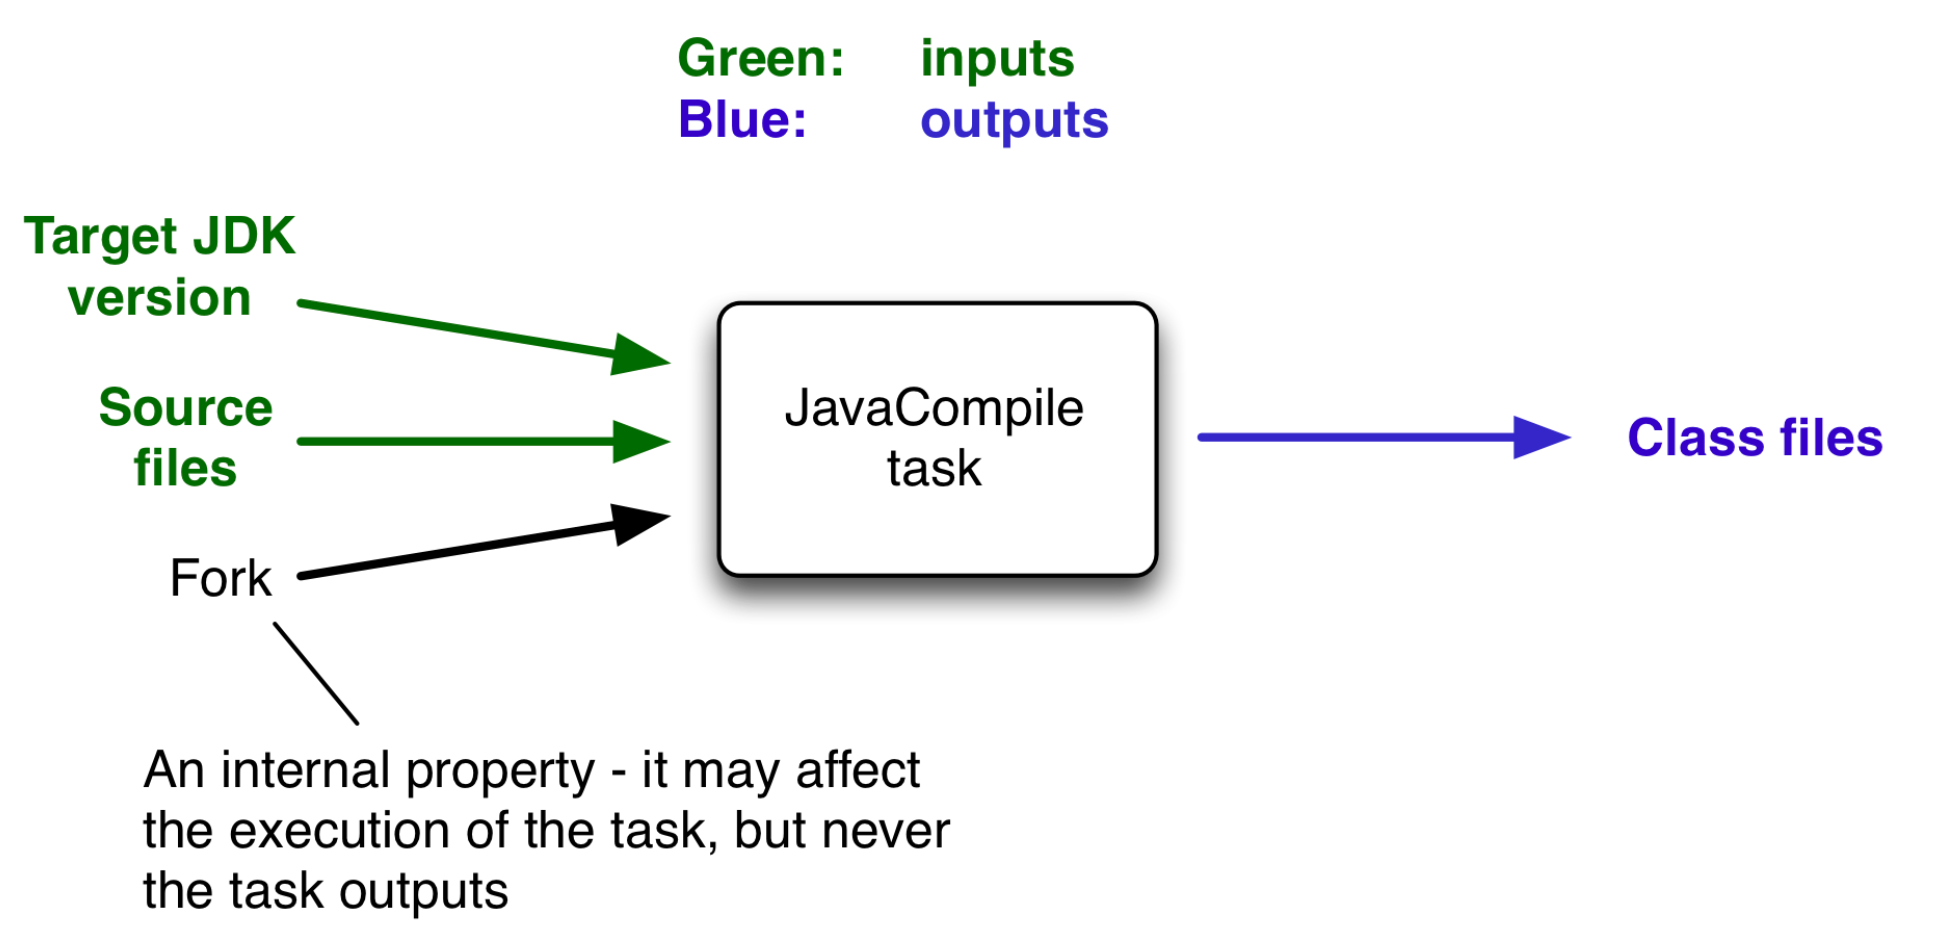 Green: inputs
Blue: outputs
Target JDK
version
Source
files
Fork
JavaCompile
task
Class files
An internal property - it may affect
the execution of the task, but never
the task outputs